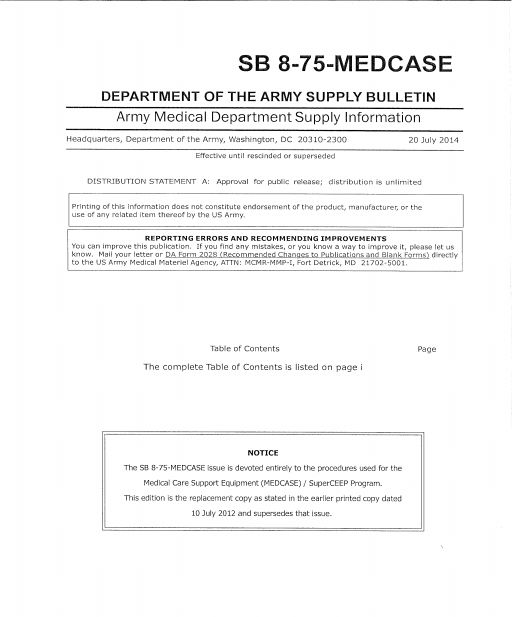 SB 8-75-MEDCASE
DEPARTMENT OF THE ARMY SUPPLY BULLETIN
Army Medical Department Supply Information
Headquarters, Department of the Army, Washington, DC 20310-2300 20 July 2014
Effective until rescinded or superseded
DISTRIBUTION STATEMENT A: Approval for public release; distribution is unlimited
Printing of this information does not constitute endorsement of the product, manufacturer, or the
use of any related item thereof by the US Army.
REPORTING ERRORS AND RECOMMENDING IMPROVEMENTS
You can improve this publication. If you find any mistakes, or you know a way to improve it, please let us
know. Mail your letter or DA Form 2028 (Recommended Changes to Publications and Blank Forms) directly
to the US Army Medical Materiel Agency, ATTN: MCMR-MMP-I, Fort Detrick, MD 21702-5001.
Table of Contents Page
The complete Table of Contents is listed on page i
NOTICE
The SB 8-75-MEDCASE issue is devoted entirely to the procedures used for the
Medical Care Support Equipment (MEDCASE) / SuperCEEP Program.
This edition is the replacement copy as stated in the earlier printed copy dated
10 July 2012 and supersedes that issue.